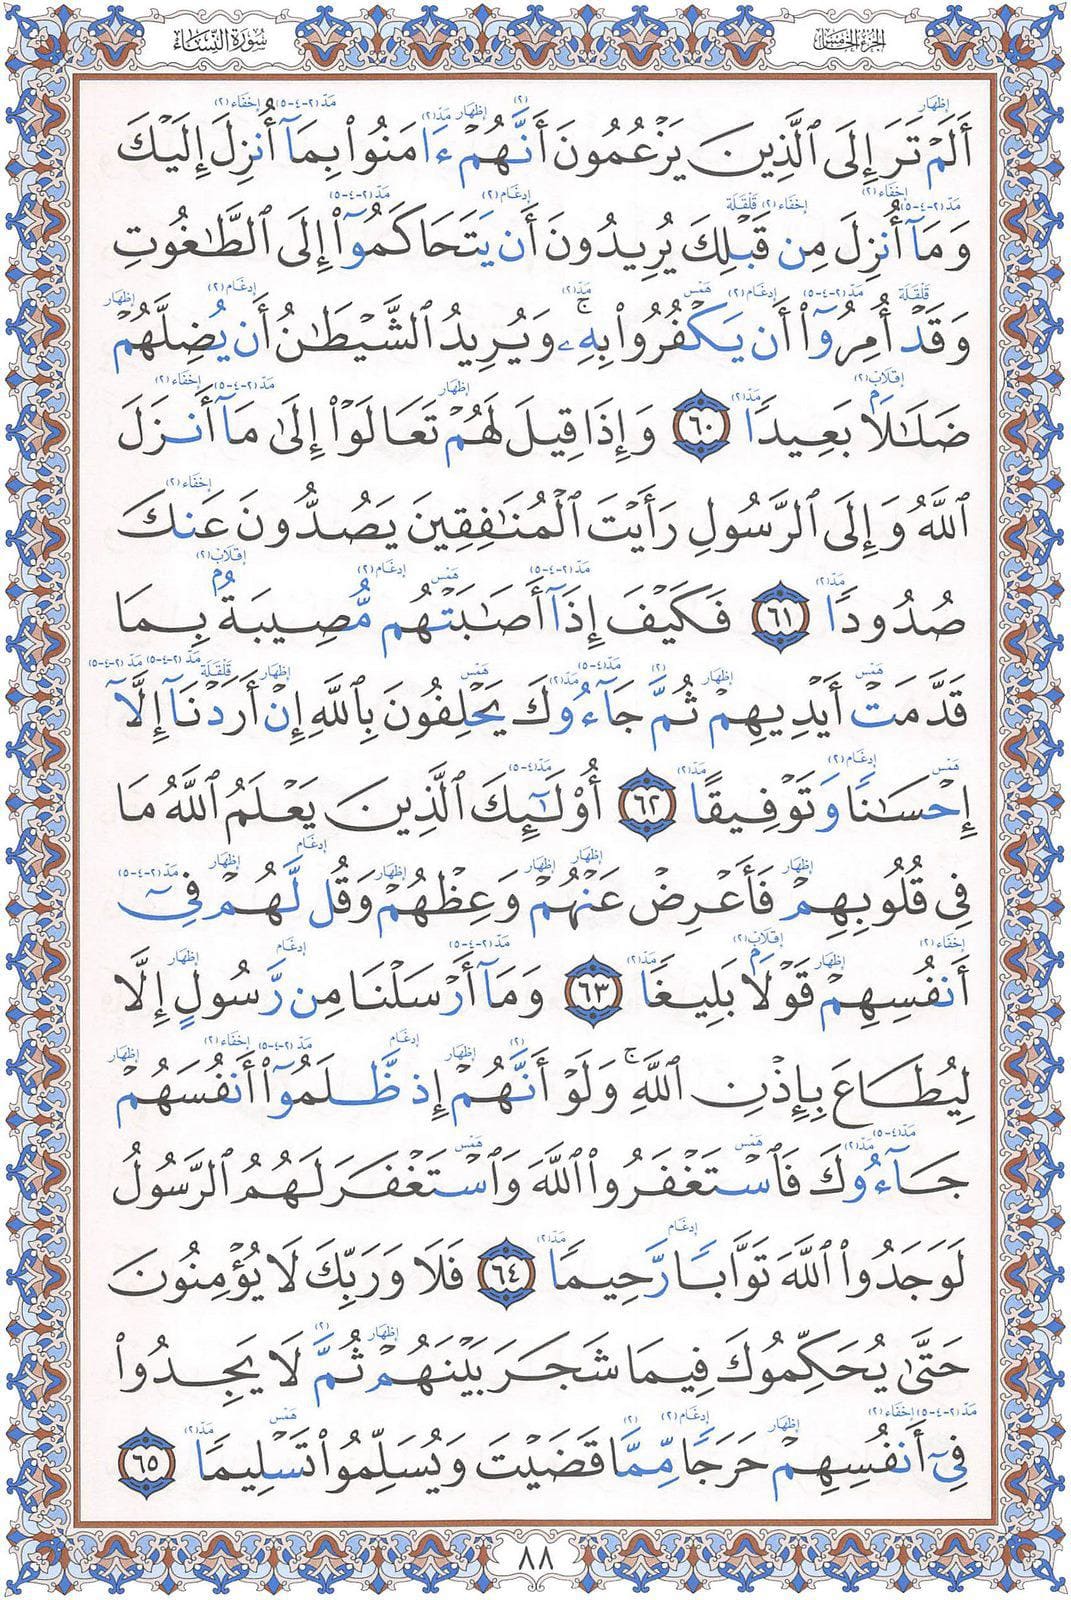 الجزء الخامس
سورة النساء
أَلَمْ تَرَ إِلَى ٱلَّذِينَ يَزْعُمُونَ أَنَّهُمْ ءَامَنُوا۟ بِمَآ أُنزِلَ إِلَيْكَ
وَمَآ أُنزِلَ مِن قَبْلِكَ يُرِيدُونَ أَن يَتَحَاكَمُوٓا۟ إِلَى ٱلطَّٰغُوتِ
وَقَدْ أُمِرُوٓا۟ أَن يَكْفُرُوا۟ بِهِۦۚ وَيُرِيدُ ٱلشَّيْطَٰنُ أَن يُضِلَّهُمْ
ضَلَٰلًۢا بَعِيدًا ٦٠ وَإِذَا قِيلَ لَهُمْ تَعَالَوْا۟ إِلَىٰ مَآ أَنزَلَ
ٱللَّهُ وَإِلَى ٱلرَّسُولِ رَأَيْتَ ٱلْمُنَٰفِقِينَ يَصُدُّونَ عَنكَ
صُدُودًا ٦١ فَكَيْفَ إِذَآ أَصَٰبَتْهُم مُّصِيبَةٌۢ بِمَا
قَدَّمَتْ أَيْدِيهِمْ ثُمَّ جَآءُوكَ يَحْلِفُونَ بِٱللَّهِ إِنْ أَرَدْنَآ إِلَّآ
إِحْسَٰنًا وَتَوْفِيقًا ٦٢ أُو۟لَٰٓئِكَ ٱلَّذِينَ يَعْلَمُ ٱللَّهُ مَا
فِى قُلُوبِهِمْ فَأَعْرِضْ عَنْهُمْ وَعِظْهُمْ وَقُل لَّهُمْ فِىٓ
أَنفُسِهِمْ قَوْلًۢا بَلِيغًا ٦٣ وَمَآ أَرْسَلْنَا مِن رَّسُولٍ إِلَّا
لِيُطَاعَ بِإِذْنِ ٱللَّهِۚ وَلَوْ أَنَّهُمْ إِذ ظَّلَمُوٓا۟ أَنفُسَهُمْ
جَآءُوكَ فَٱسْتَغْفَرُوا۟ ٱللَّهَ وَٱسْتَغْفَرَ لَهُمُ ٱلرَّسُولُ
لَوَجَدُوا۟ ٱللَّهَ تَوَّابًا رَّحِيمًا ٦٤ فَلَا وَرَبِّكَ لَا يُؤْمِنُونَ
حَتَّىٰ يُحَكِّمُوكَ فِيمَا شَجَرَ بَيْنَهُمْ ثُمَّ لَا يَجِدُوا۟
فِىٓ أَنفُسِهِمْ حَرَجًا مِّمَّا قَضَيْتَ وَيُسَلِّمُوا۟ تَسْلِيمًا ٦٥
٨٨